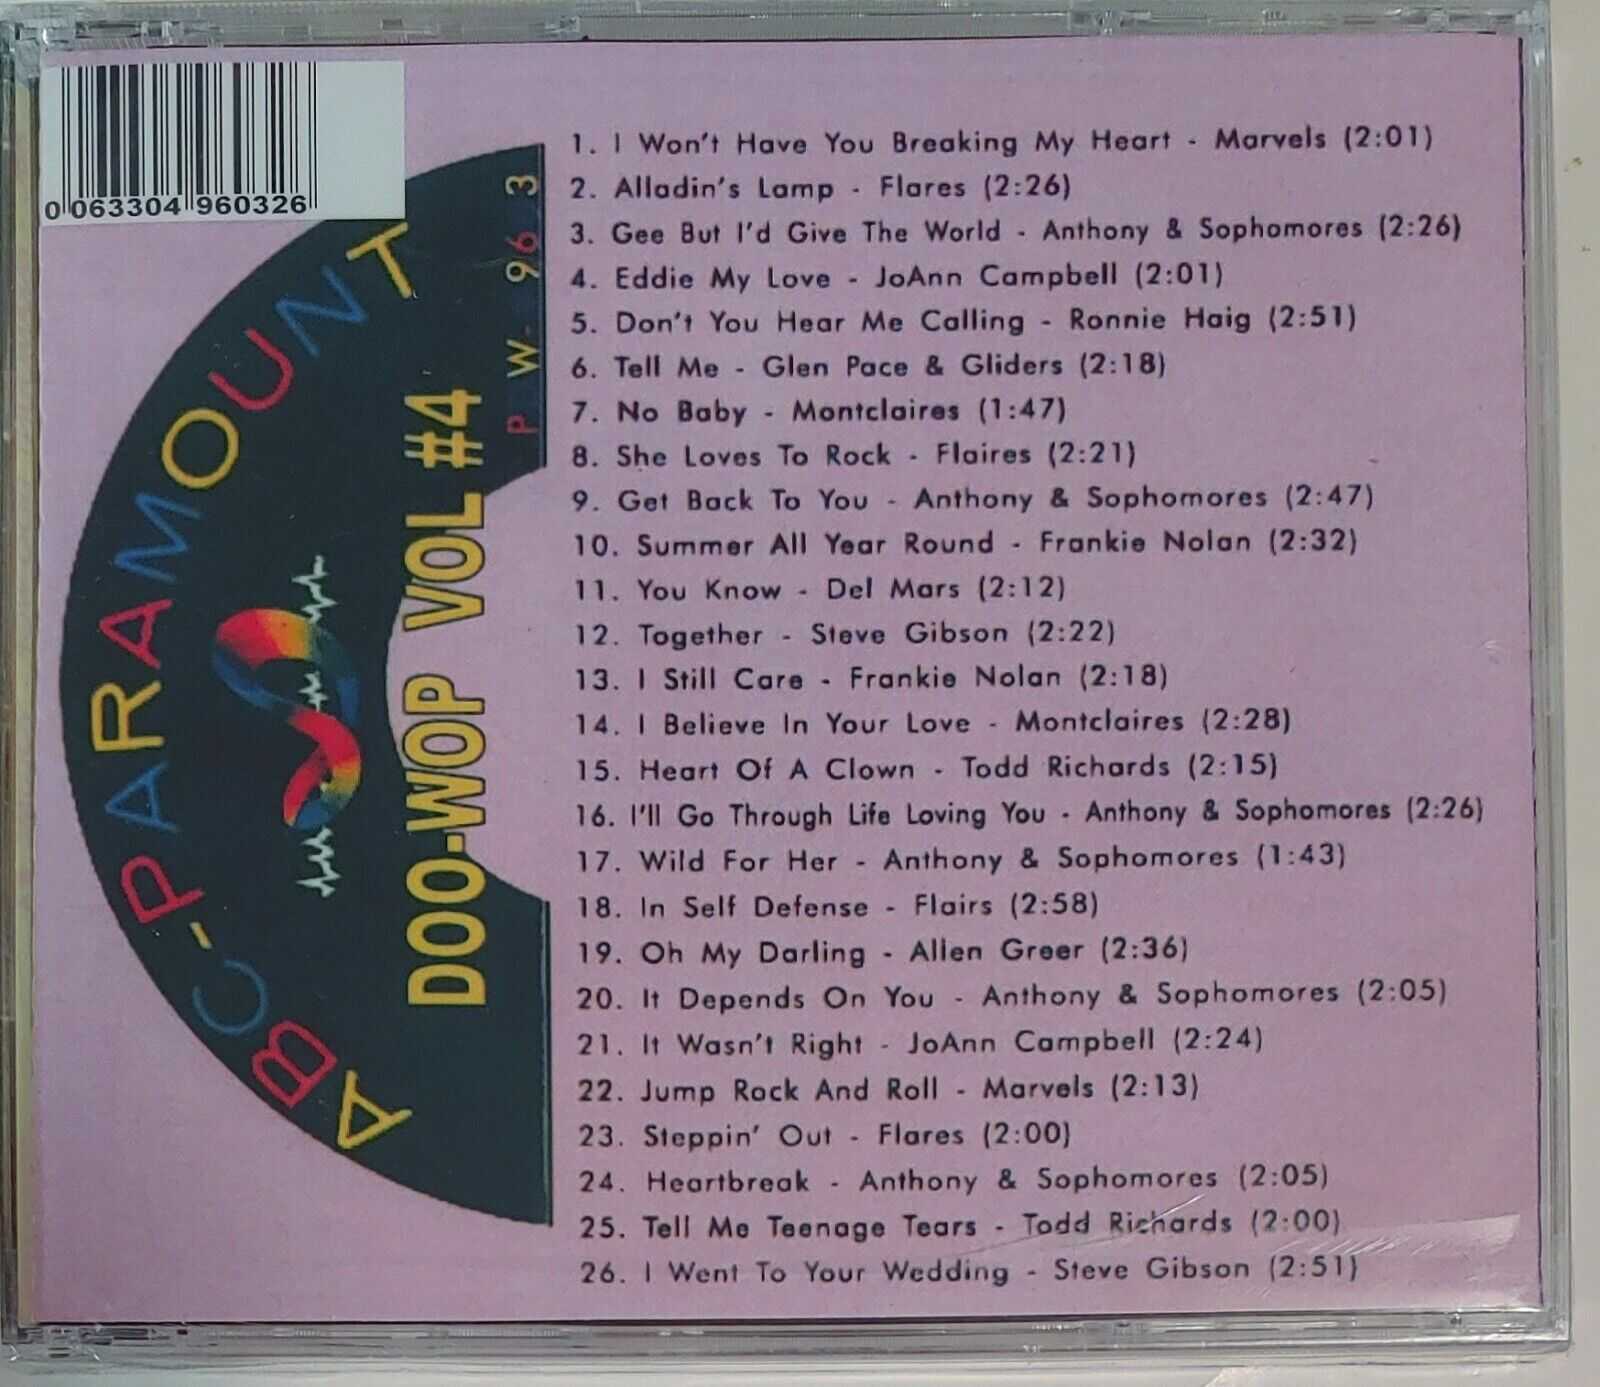 0 063304 960326
ABC-PARAMOUNT
DOO-WOP VOL #4
PW-963
1. I Won't Have You Breaking My Heart - Marvels (2:01)
2. Alladin's Lamp - Flares (2:26)
3. Gee But I'd Give The World - Anthony & Sophomores (2:26)
4. Eddie My Love - JoAnn Campbell (2:01)
5. Don't You Hear Me Calling - Ronnie Haig (2:51)
6. Tell Me - Glen Pace & Gliders (2:18)
7. No Baby - Montclaires (1:47)
8. She Loves To Rock - Flaires (2:21)
9. Get Back To You - Anthony & Sophomores (2:47)
10. Summer All Year Round - Frankie Nolan (2:32)
11. You Know - Del Mars (2:12)
12. Together - Steve Gibson (2:22)
13. I Still Care - Frankie Nolan (2:18)
14. I Believe In Your Love - Montclaires (2:28)
15. Heart Of A Clown - Todd Richards (2:15)
16. I'll Go Through Life Loving You - Anthony & Sophomores (2:26)
17. Wild For Her - Anthony & Sophomores (1:43)
18. In Self Defense - Flairs (2:58)
19. Oh My Darling - Allen Greer (2:36)
20. It Depends On You - Anthony & Sophomores (2:05)
21. It Wasn't Right - JoAnn Campbell (2:24)
22. Jump Rock And Roll - Marvels (2:13)
23. Steppin' Out - Flares (2:00)
24. Heartbreak - Anthony & Sophomores (2:05)
25. Tell Me Teenage Tears - Todd Richards (2:00)
26. I Went To Your Wedding - Steve Gibson (2:51)